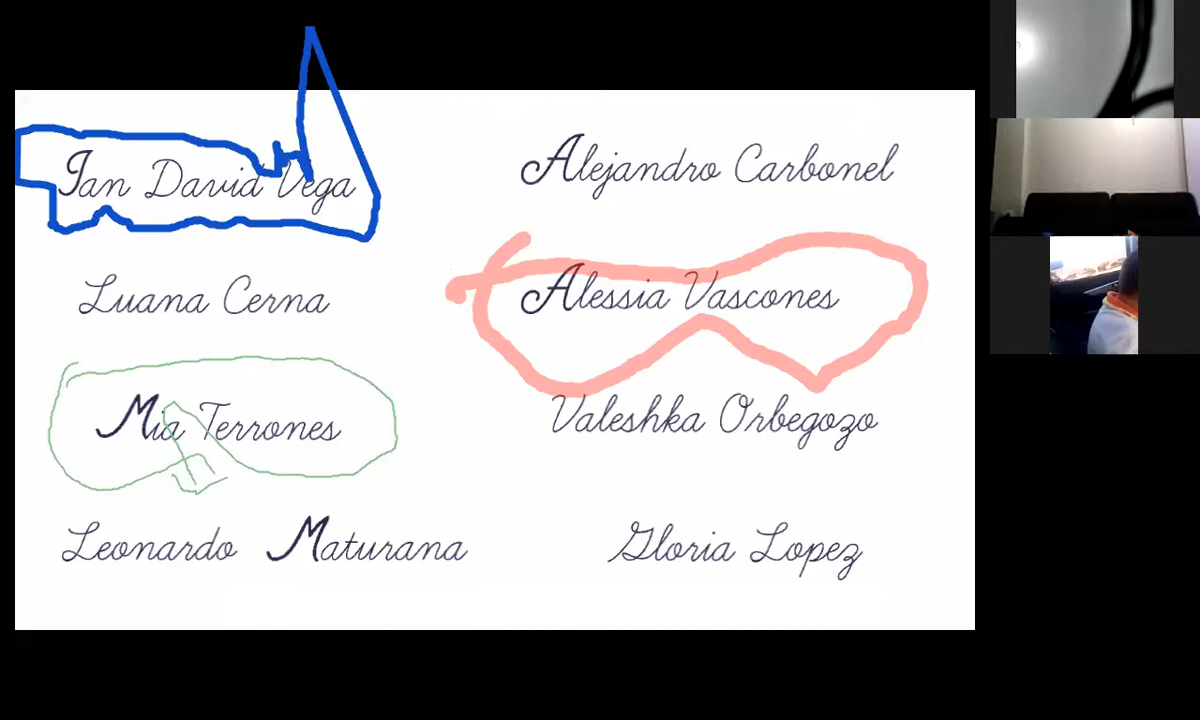 Ian David Vega
Alejandro Carbonel
Luana Cerna
Alessia Vascones
Mia Terrones
Valeshka Orbegozo
Leonardo Maturana
Gloria Lopez